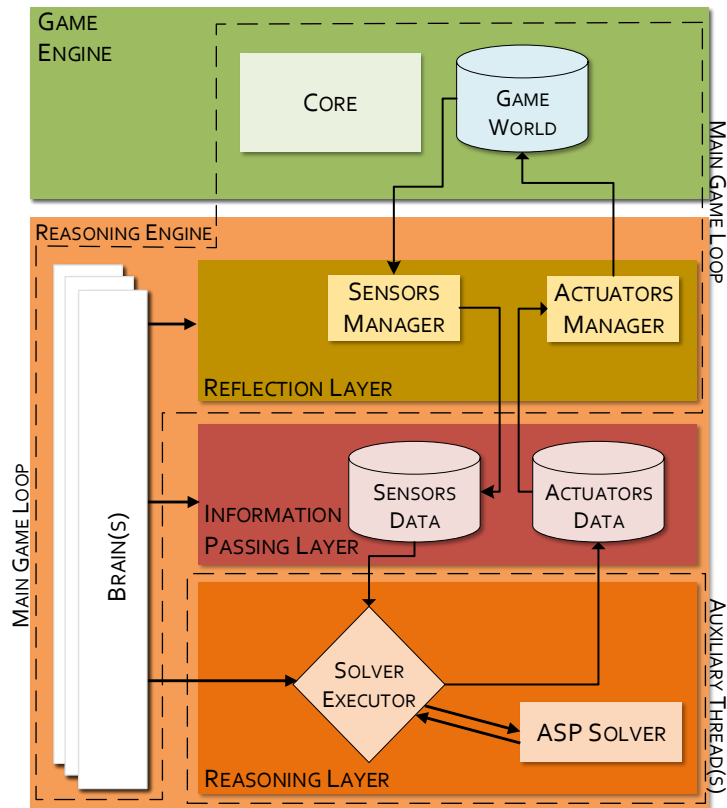 GAME
ENGINE
CORE
GAME
WORLD
MAIN GAME LOOP
REASONING ENGINE
SENSORS
MANAGER
ACTUATORS
MANAGER
REFLECTION LAYER
MAIN GAME LOOP
BRAIN(S)
SENSORS
DATA
ACTUATORS
DATA
INFORMATION
PASSING LAYER
SOLVER
EXECUTOR
ASP SOLVER
REASONING LAYER
AUXILIARY THREAD(S)